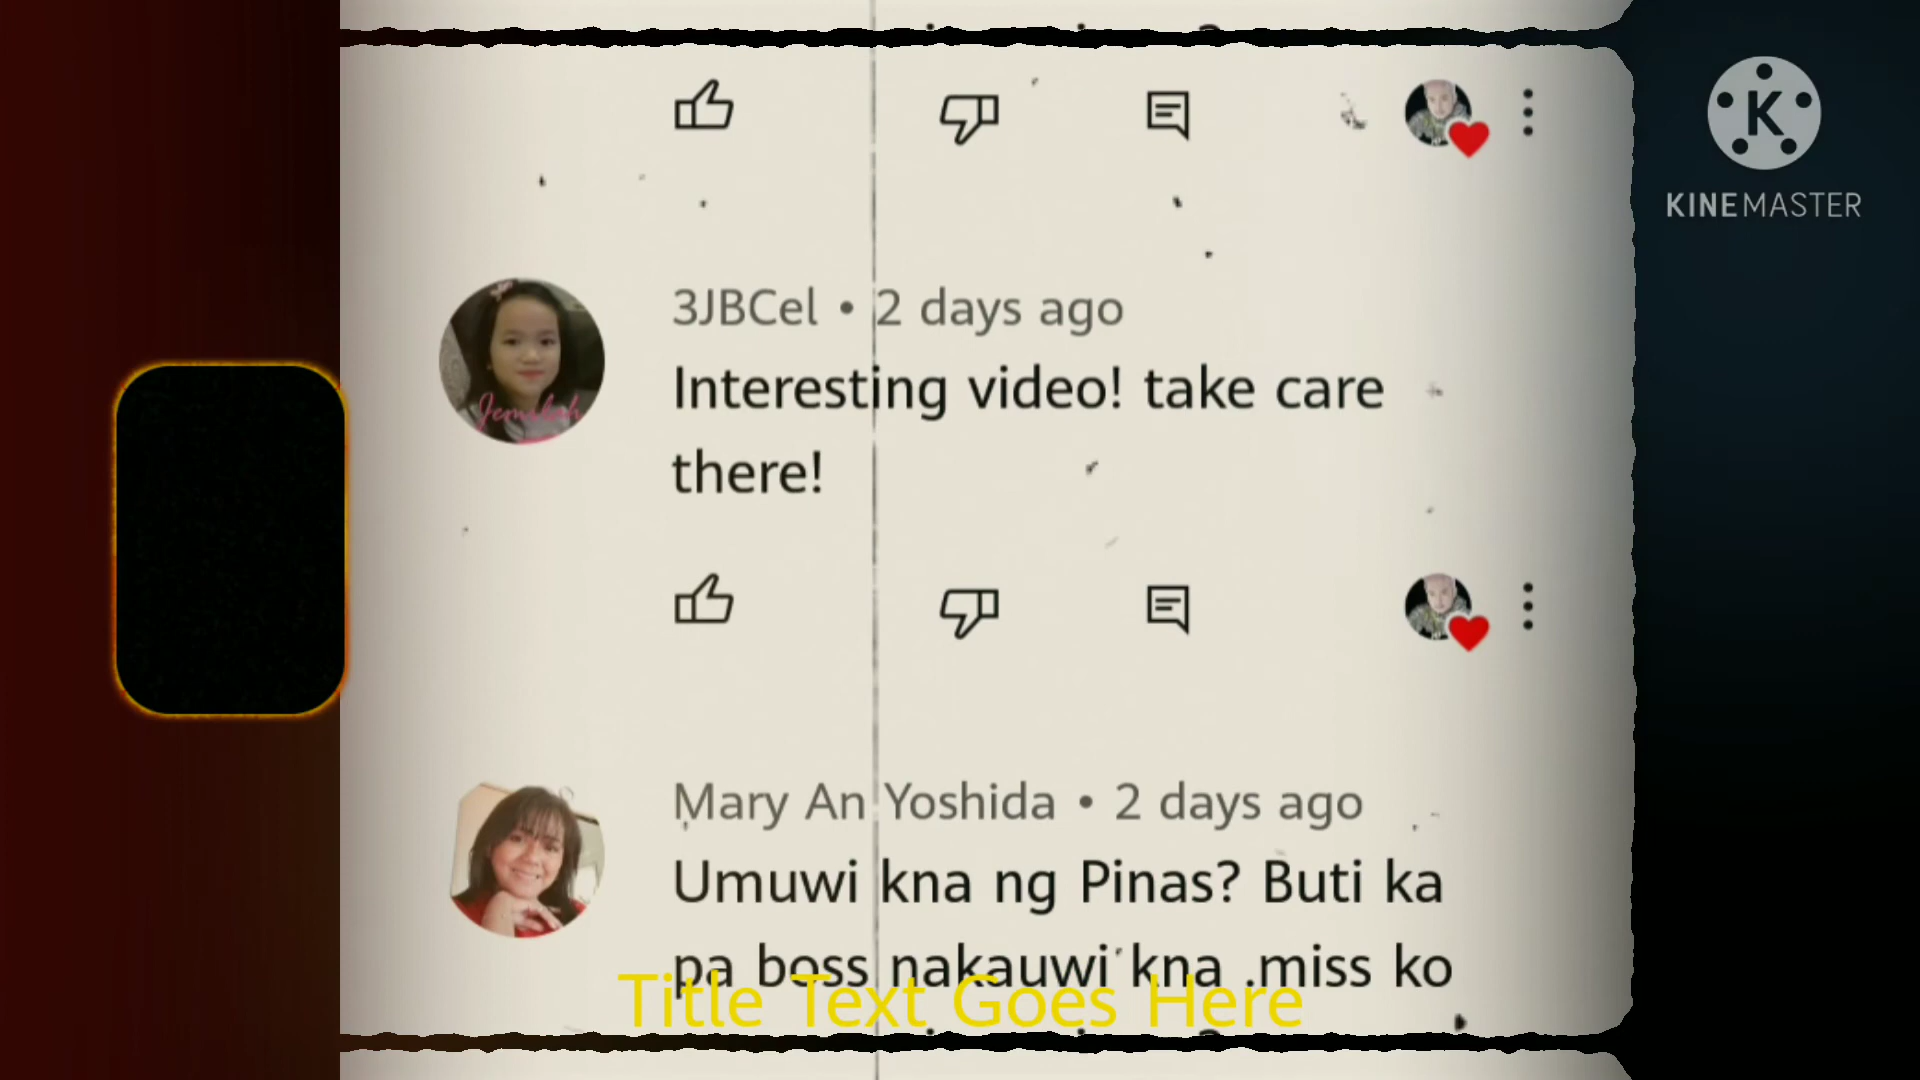 K
KINEMASTER
3JBCel • 2 days ago
Interesting video! take care
there!
Jemilah
Mary An Yoshida • 2 days ago
Umuwi kna ng Pinas? Buti ka
pa boss nakauwi kna .miss ko
Title Text Goes Here